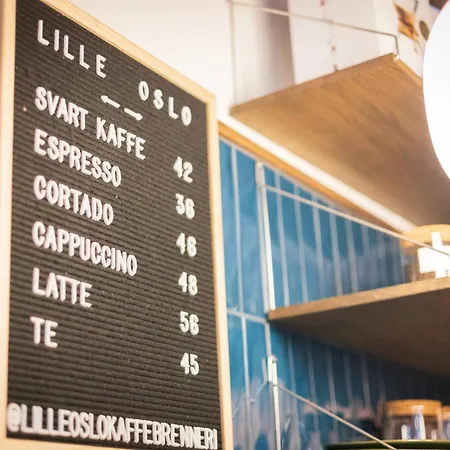 LILLE OSLO
SVART KAFFE 42
ESPRESSO 36
CORTADO 46
CAPPUCCINO 48
LATTE 56
TE 45
@LILLEOSLOKAFFEBRENNERI